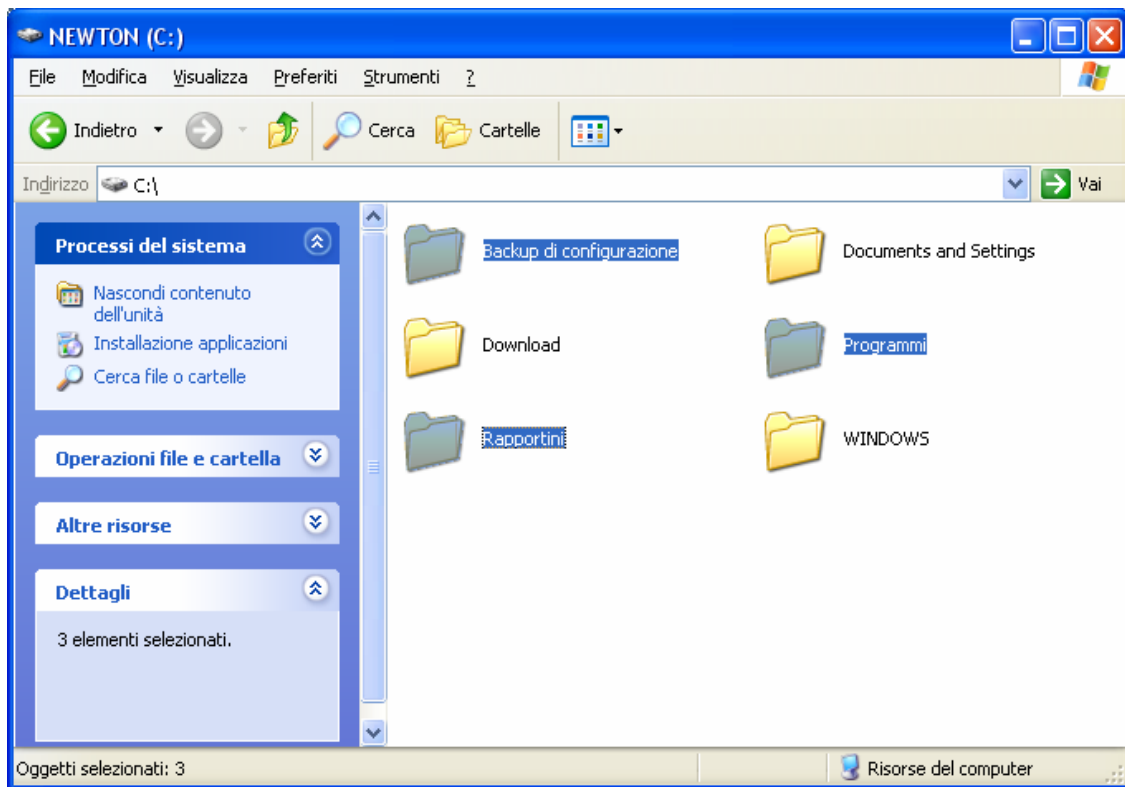 NEWTON (C:)
File Modifica Visualizza Preferiti Strumenti ?
Indietro Cerca Cartelle
Indirizzo C:\ Vai
Processi del sistema
Nascondi contenuto
dell'unità
Installazione applicazioni
Cerca file o cartelle
Operazioni file e cartella
Altre risorse
Dettagli
3 elementi selezionati.
Backup di configurazione Documents and Settings
Download Programmi
Rapportini WINDOWS
Oggetti selezionati: 3 Risorse del computer